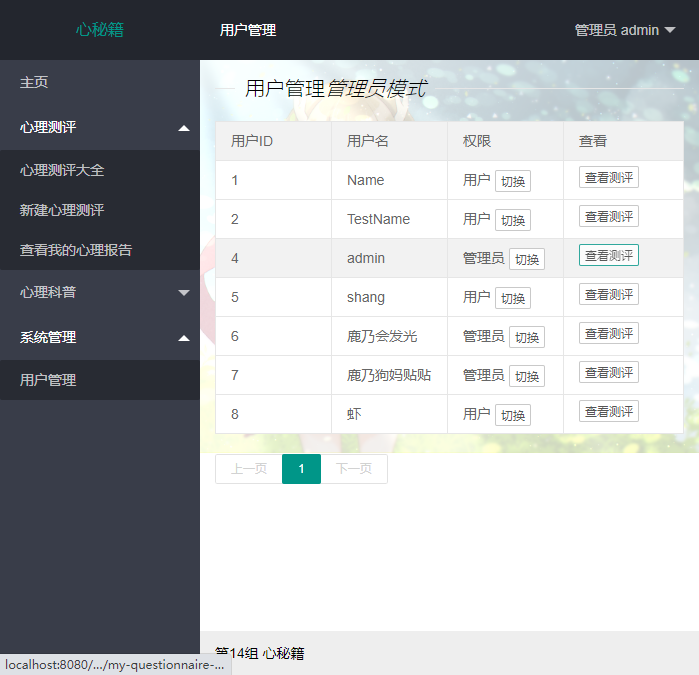 心秘籍 用户管理 管理员 admin
主页
心理测评
心理测评大全
新建心理测评
查看我的心理报告
心理科普
系统管理
用户管理
用户管理管理员模式
用户ID 用户名 权限 查看
1 Name 用户 切换 查看测评
2 TestName 用户 切换 查看测评
4 admin 管理员 切换 查看测评
5 shang 用户 切换 查看测评
6 鹿乃会发光 管理员 切换 查看测评
7 鹿乃狗妈贴贴 管理员 切换 查看测评
8 虾 用户 切换 查看测评
上一页 1 下一页
第14组 心秘籍
localhost:8080/.../my-questionnaire-...